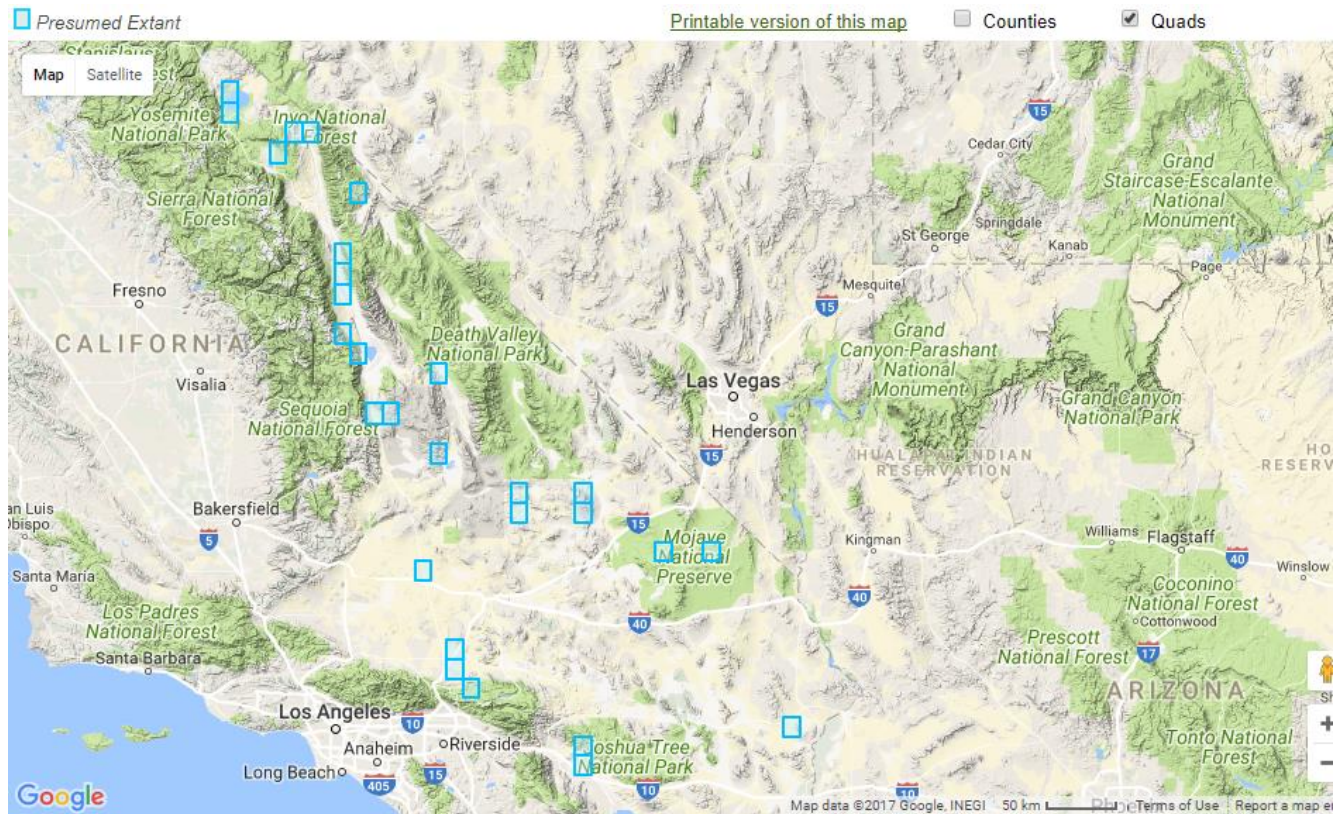 Presumed Extant
Printable version of this map
Counties
Quads
Map
Satellite
Stanislaus
Yosemite
National Park
Inyo National
Forest
Sierra National
Forest
Fresno
CALIFORNIA
Visalia
Sequoia
National Forest
Death Valley
National Park
15
Cedar City
Grand
Staircase-Escalante
National
Monument
Springdale
St George
Kanab
Page
Mesquite
15
Grand
Canyon-Parashant
National
Monument
Las Vegas
Henderson
Grand Canyon
National Park
15
HUALAPAI INDIAN
RESERVATION
Bakersfield
5
15
Mojave
National
Preserve
Kingman
Williams
Flagstaff
40
Winslow
Santa Maria
Los Padres
National Forest
40
40
Coconino
National Forest
Cottonwood
Prescott
National Forest
17
Santa Barbara
ARIZONA
Los Angeles
10
Anaheim
Riverside
Long Beach
405
15
Joshua Tree
National Park
10
10
Tonto National
Forest
Google
Map data ©2017 Google, INEGI
50 km
Terms of Use